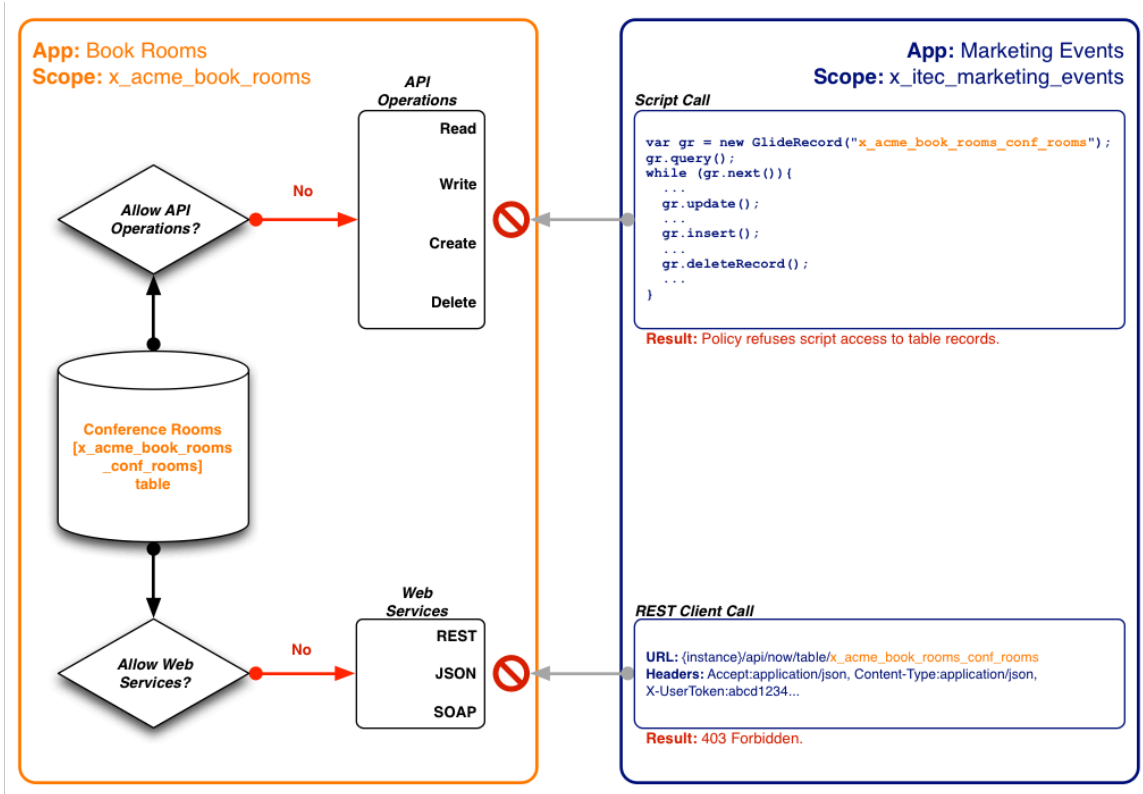 App: Book Rooms
Scope: x_acme_book_rooms
API
Operations
Read
Write
Create
Delete
Allow API
Operations?
No
Conference Rooms
[x_acme_book_rooms
_conf_rooms]
table
Allow Web
Services?
No
Web
Services
REST
JSON
SOAP
App: Marketing Events
Scope: x_itec_marketing_events
Script Call
var gr = new GlideRecord("x_acme_book_rooms_conf_rooms");
gr.query();
while (gr.next()){
...
gr.update();
...
gr.insert();
...
gr.deleteRecord();
...
}
Result: Policy refuses script access to table records.
REST Client Call
URL: {instance}/api/now/table/x_acme_book_rooms_conf_rooms
Headers: Accept:application/json, Content-Type:application/json,
X-UserToken:abcd1234...
Result: 403 Forbidden.